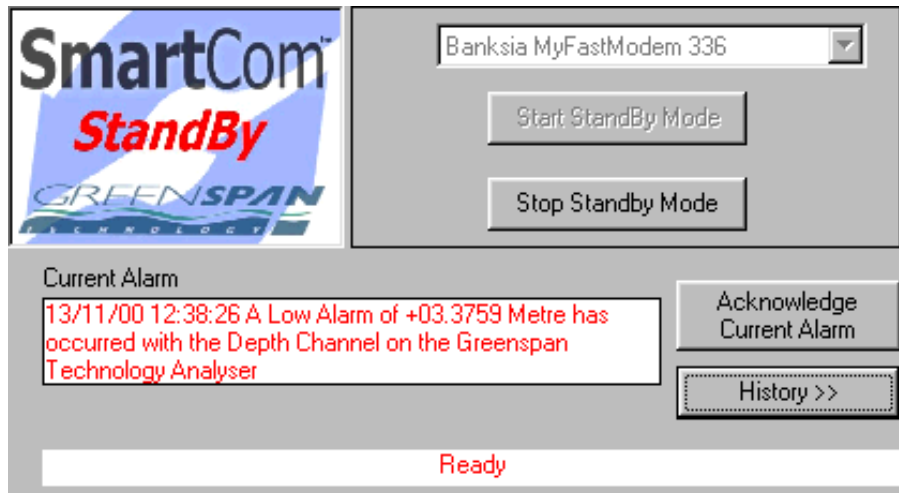 SmartCom™
StandBy
GREENSPAN
TECHNOLOGY
Banksia MyFastModem 336
Start StandBy Mode
Stop Standby Mode
Current Alarm
13/11/00 12:38:26 A Low Alarm of +03.3759 Metre has
occurred with the Depth Channel on the Greenspan
Technology Analyser
Acknowledge
Current Alarm
History >>
Ready